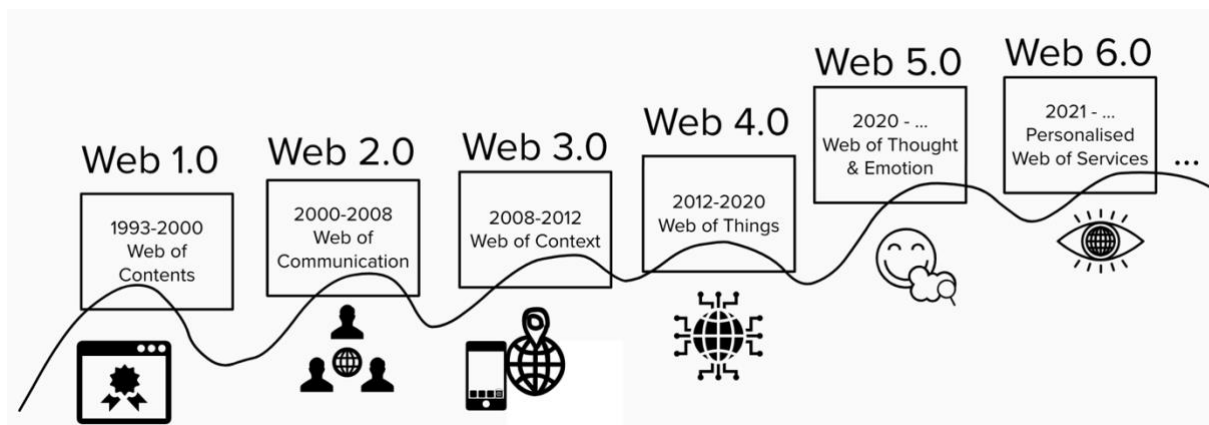 Web 1.0
1993-2000
Web of
Contents
Web 2.0
2000-2008
Web of
Communication
Web 3.0
2008-2012
Web of Context
Web 4.0
2012-2020
Web of Things
Web 5.0
2020 - ...
Web of Thought
& Emotion
Web 6.0
2021 - ...
Personalised
Web of Services
...